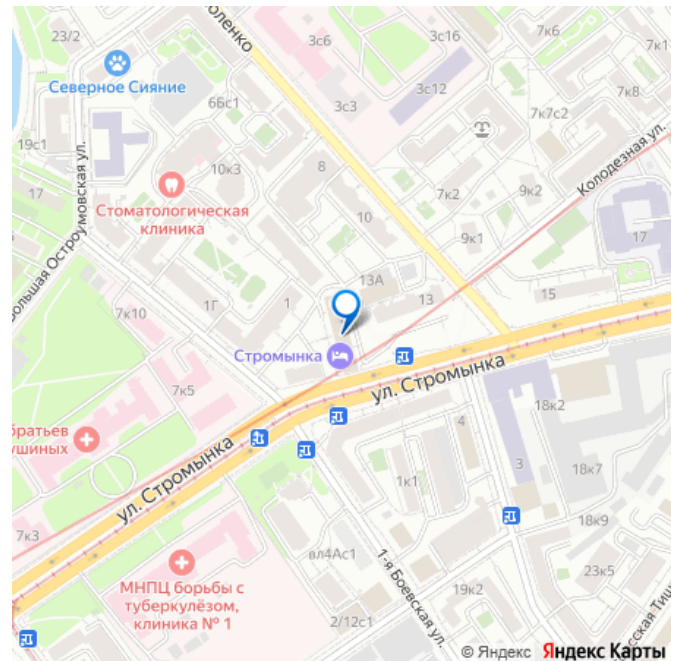 23/2
оленко
3с6
3с16
7к6
7к1
Северное Сияние
66с1
3с12
3с3
7к7с2
7к8
19с1
Колодезная ул.
10к3
8
17
Стоматологическая
клиника
7к2
9к2
Большая Остроумовская ул.
10
9к1
17
13А
1Г
1
13
15
7к10
Стромынка
7к5
ул. Стромынка
братьев
ушиных
4
18к2
3
ул. Стромынка
1к1
18к7
7к3
18к9
вл4Ас1
МНПЦ борьбы с
туберкулёзом,
клиника № 1
1-я Боевская ул.
19к2
23к5
2/12с1
сская Тиш
© Яндекс Яндекс Карты